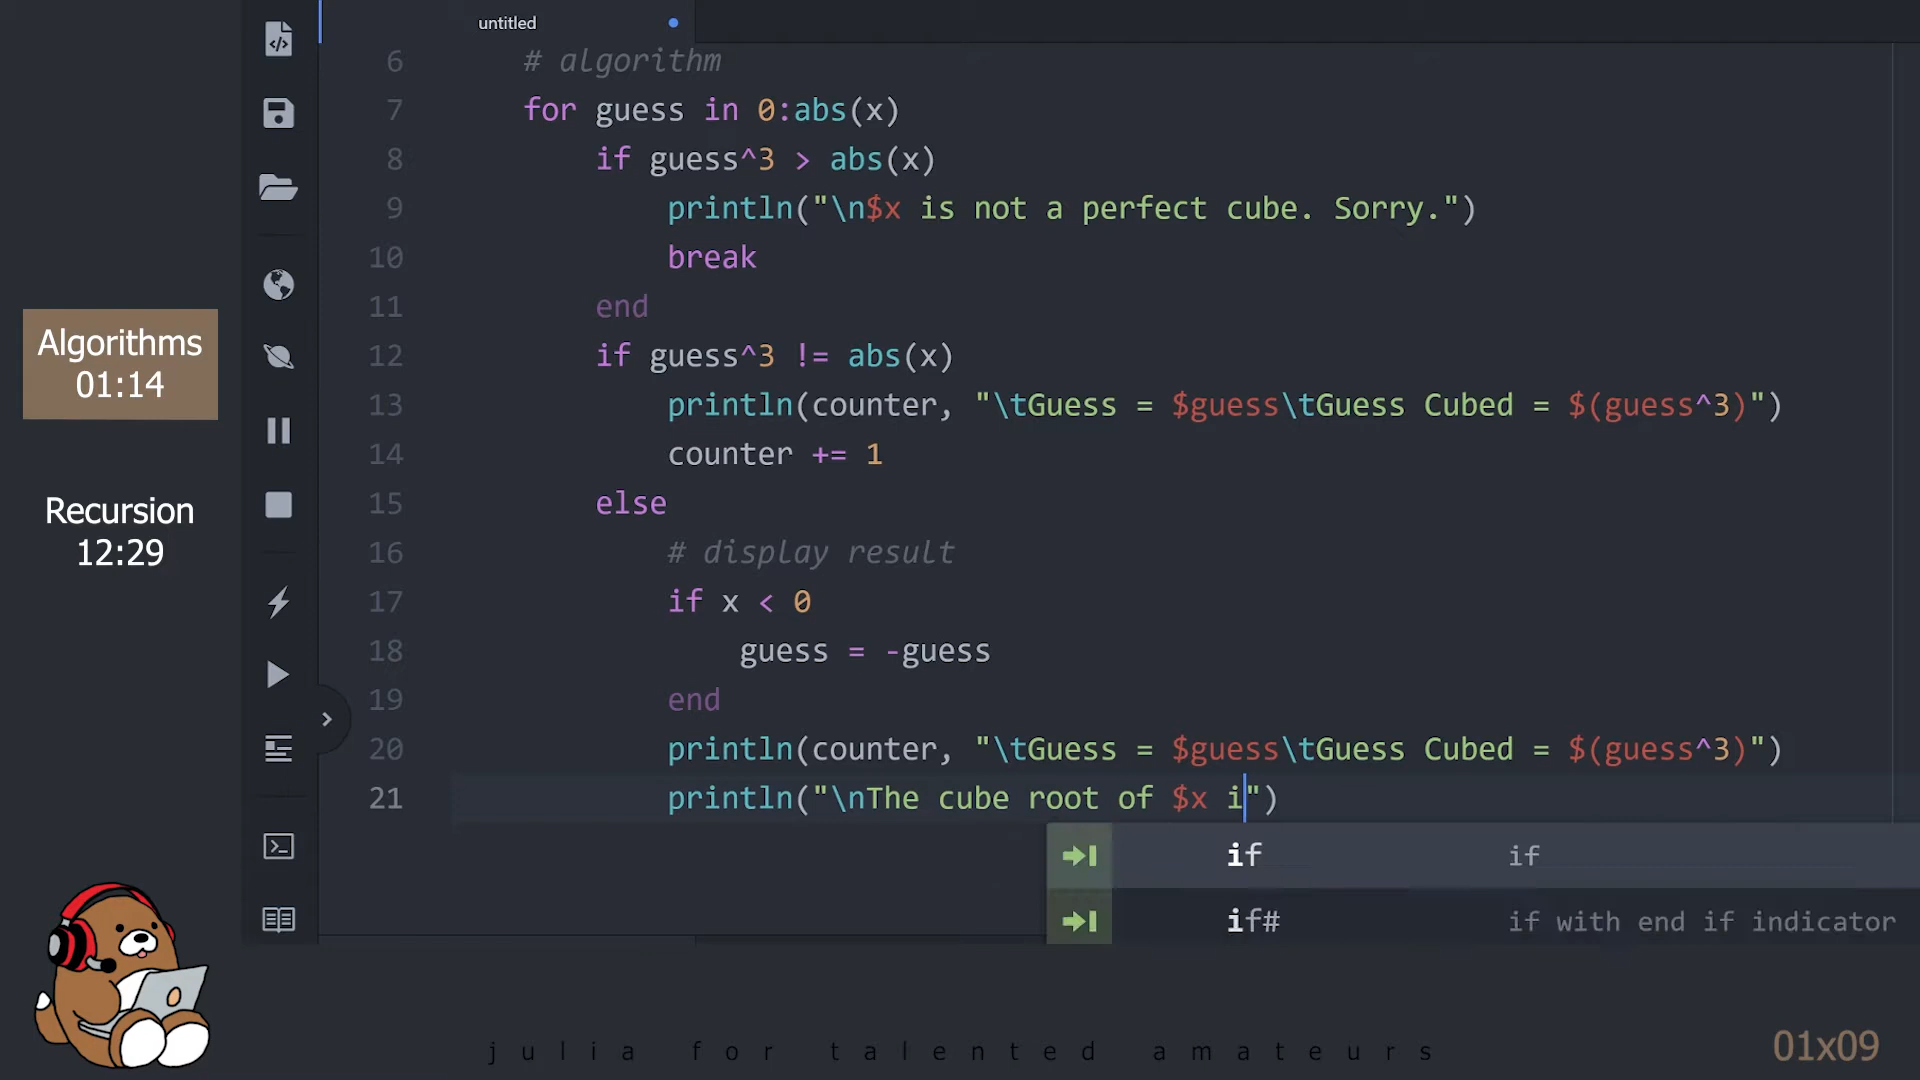 untitled
6 # algorithm
7 for guess in 0:abs(x)
8 if guess^3 > abs(x)
9 println("\n$x is not a perfect cube. Sorry.")
10 break
11 end
12 if guess^3 != abs(x)
13 println(counter, "\tGuess = $guess\tGuess Cubed = $(guess^3)")
14 counter += 1
15 else
16 # display result
17 if x < 0
18 guess = -guess
19 end
20 println(counter, "\tGuess = $guess\tGuess Cubed = $(guess^3)")
21 println("\nThe cube root of $x i")
if if
if# if with end if indicator
Algorithms
01:14
Recursion
12:29
julia for talented amateurs
01x09